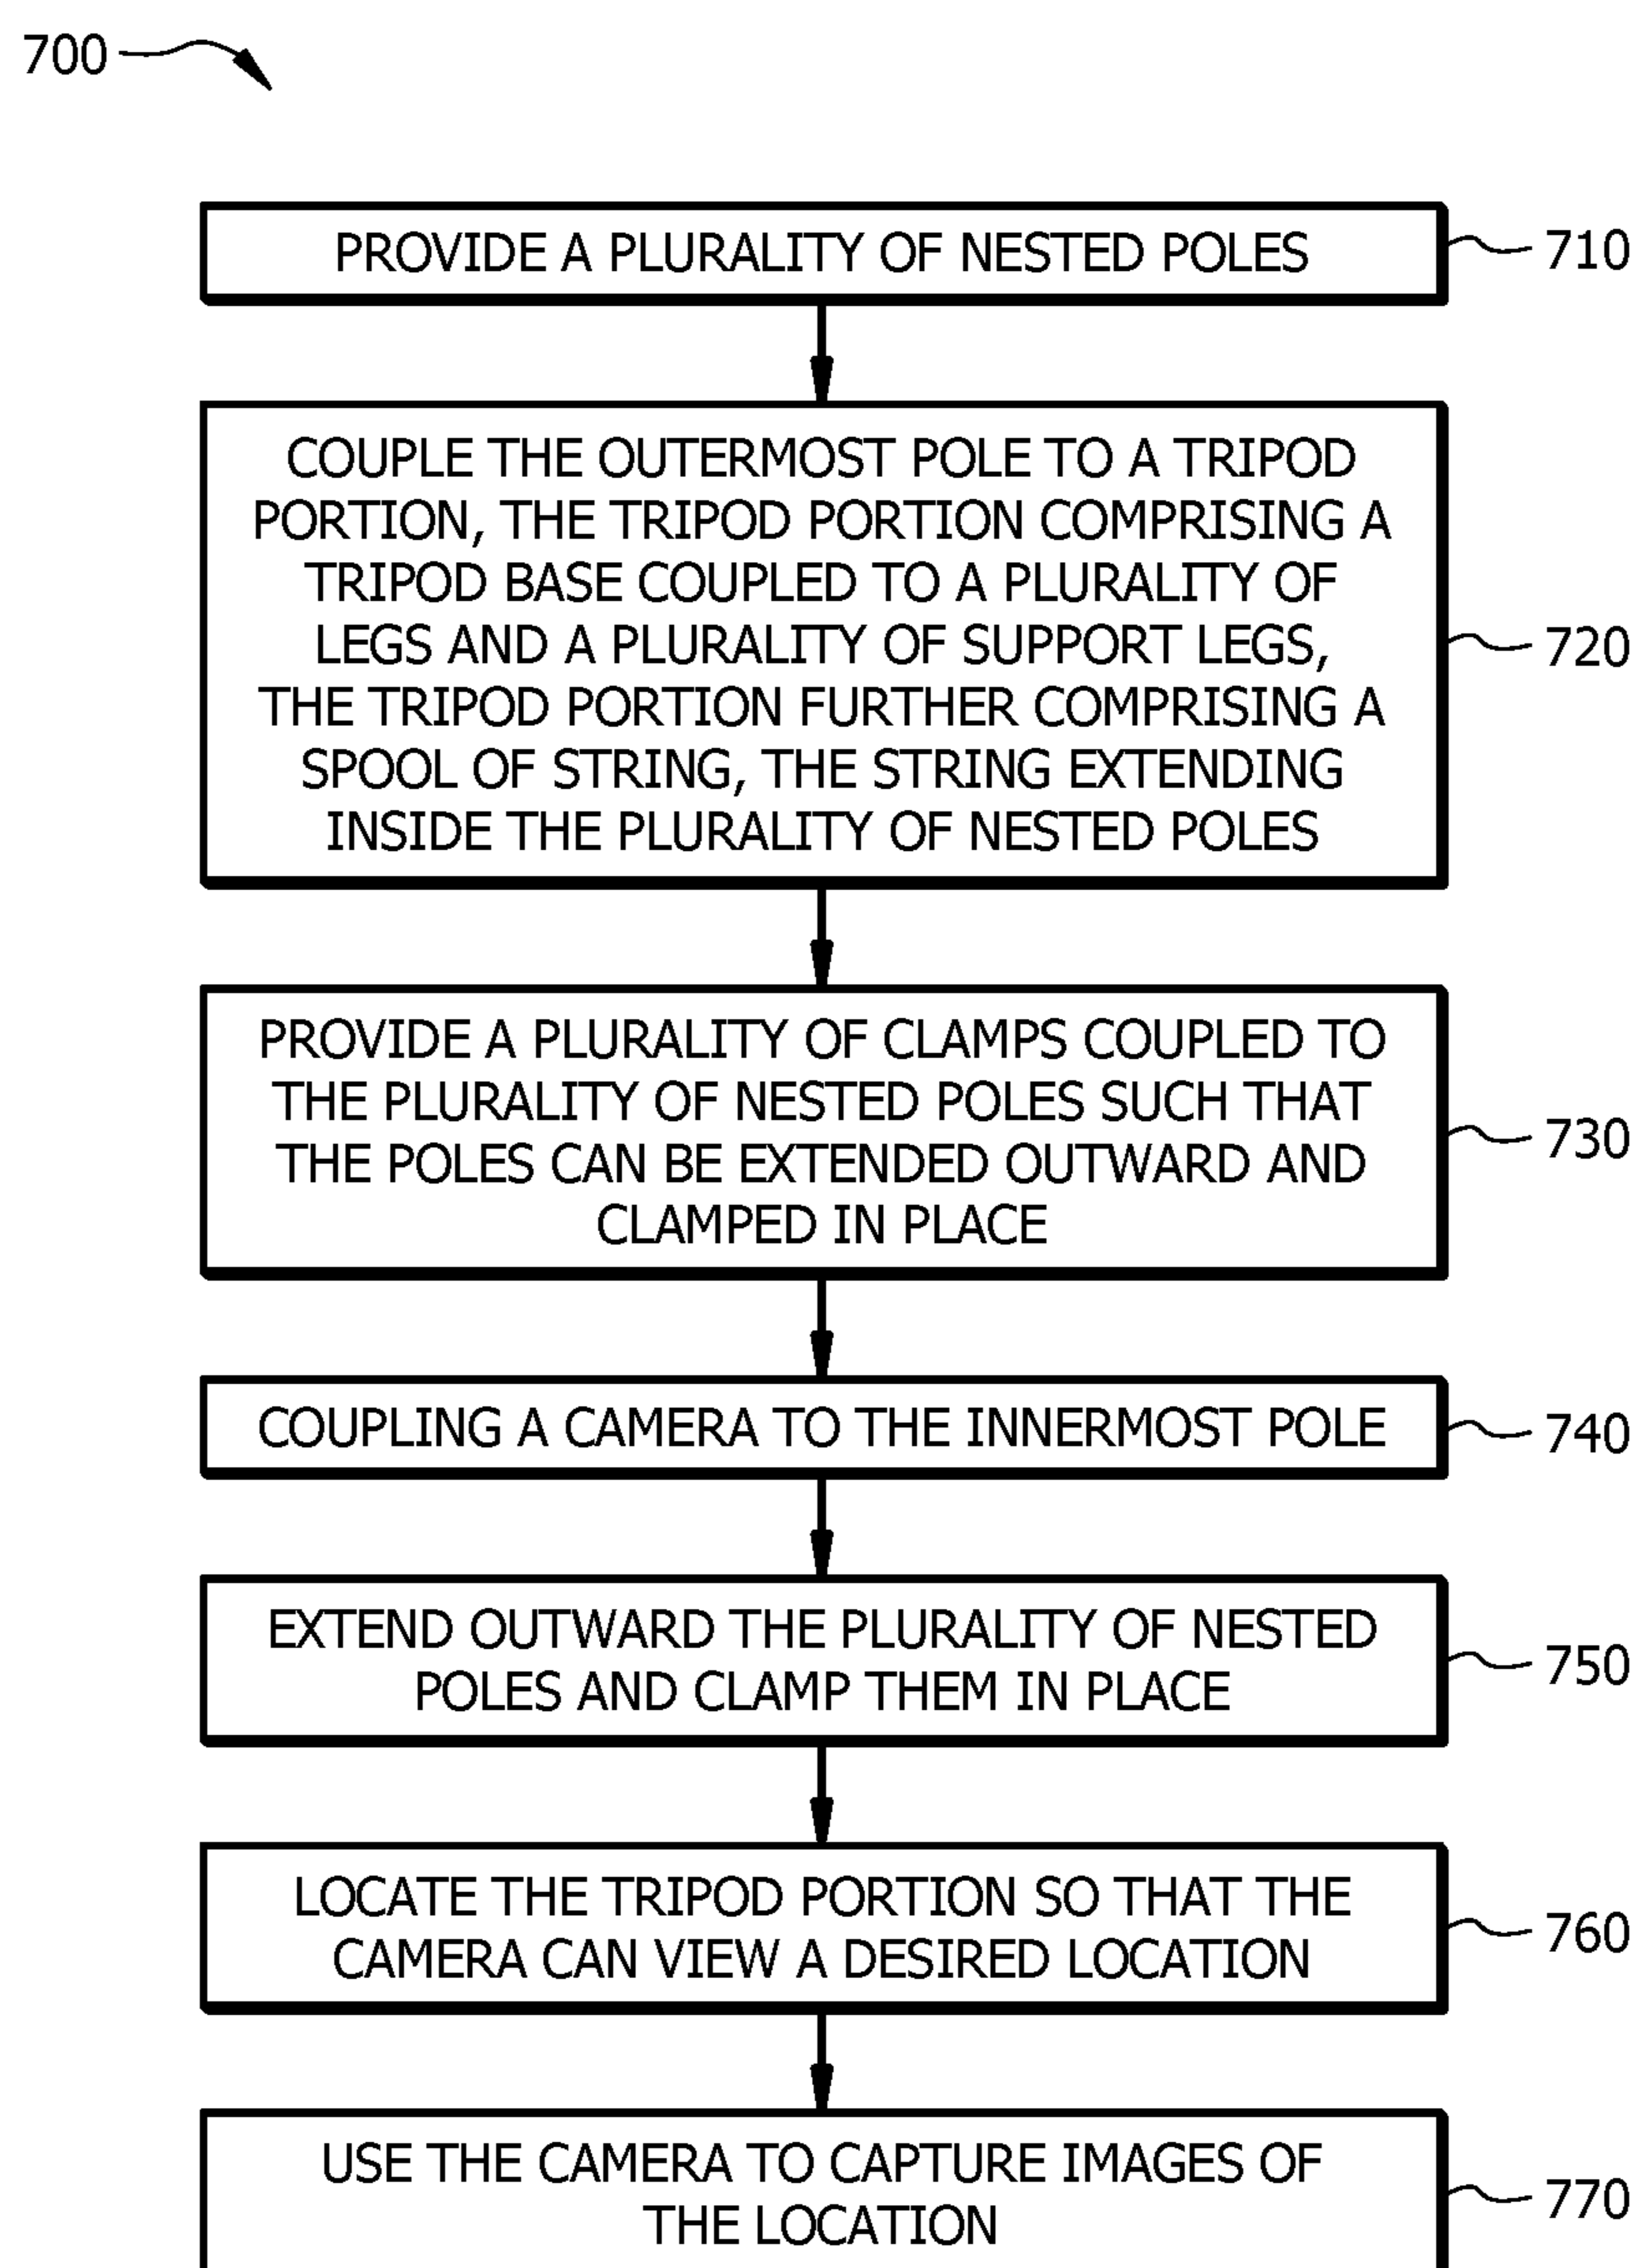 700
PROVIDE A PLURALITY OF NESTED POLES
710
COUPLE THE OUTERMOST POLE TO A TRIPOD
PORTION, THE TRIPOD PORTION COMPRISING A
TRIPOD BASE COUPLED TO A PLURALITY OF
LEGS AND A PLURALITY OF SUPPORT LEGS,
THE TRIPOD PORTION FURTHER COMPRISING A
SPOOL OF STRING, THE STRING EXTENDING
INSIDE THE PLURALITY OF NESTED POLES
720
PROVIDE A PLURALITY OF CLAMPS COUPLED TO
THE PLURALITY OF NESTED POLES SUCH THAT
THE POLES CAN BE EXTENDED OUTWARD AND
CLAMPED IN PLACE
730
COUPLING A CAMERA TO THE INNERMOST POLE
740
EXTEND OUTWARD THE PLURALITY OF NESTED
POLES AND CLAMP THEM IN PLACE
750
LOCATE THE TRIPOD PORTION SO THAT THE
CAMERA CAN VIEW A DESIRED LOCATION
760
USE THE CAMERA TO CAPTURE IMAGES OF
THE LOCATION
770